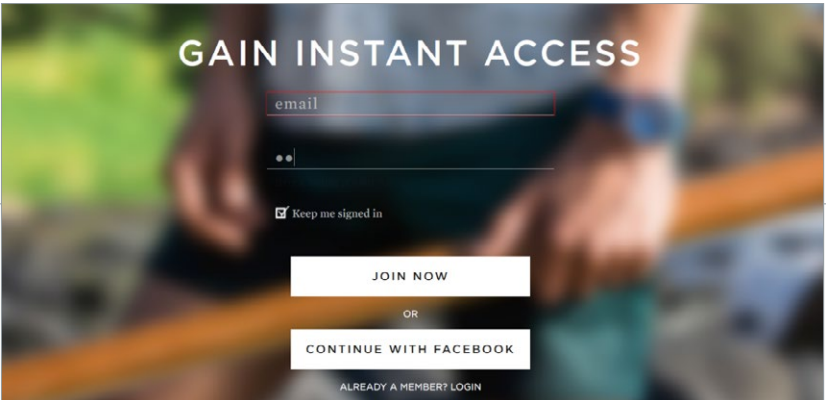 GAIN INSTANT ACCESS
email
••
Keep me signed in
JOIN NOW
OR
CONTINUE WITH FACEBOOK
ALREADY A MEMBER? LOGIN